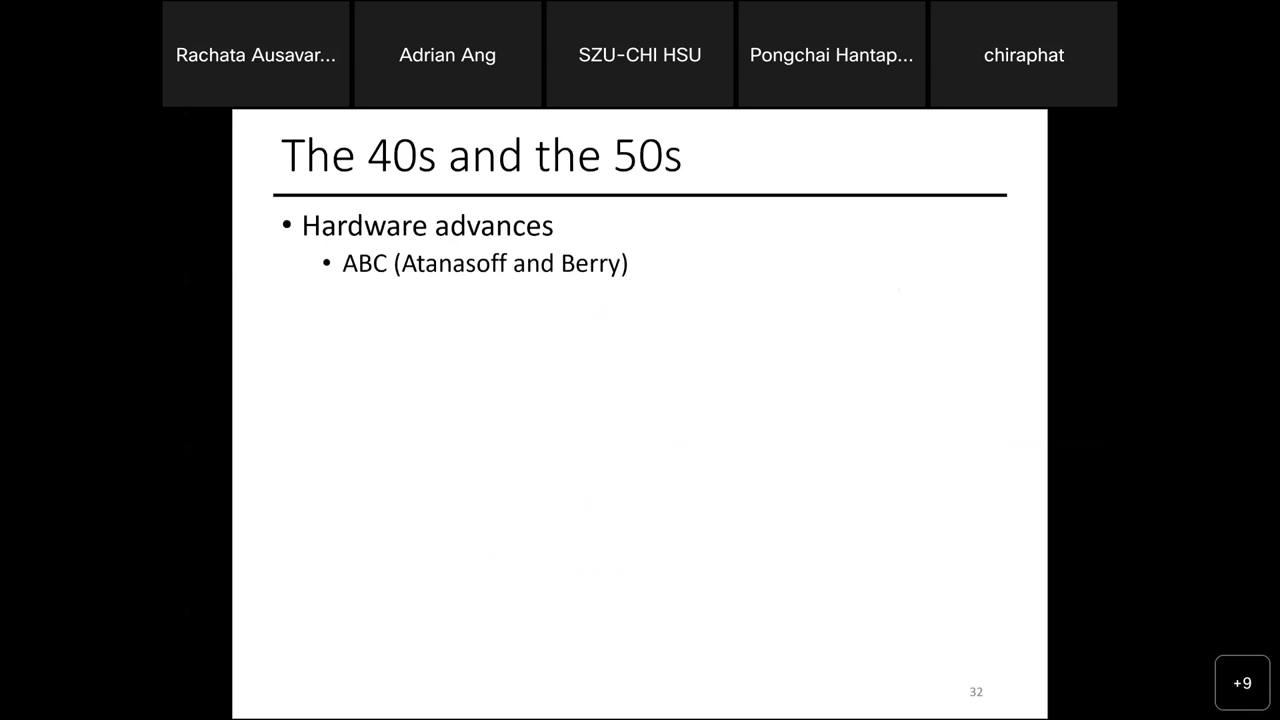 Rachata Ausavar...
Adrian Ang
SZU-CHI HSU
Pongchai Hantap...
chiraphat
The 40s and the 50s
• Hardware advances
• ABC (Atanasoff and Berry)
32
+9